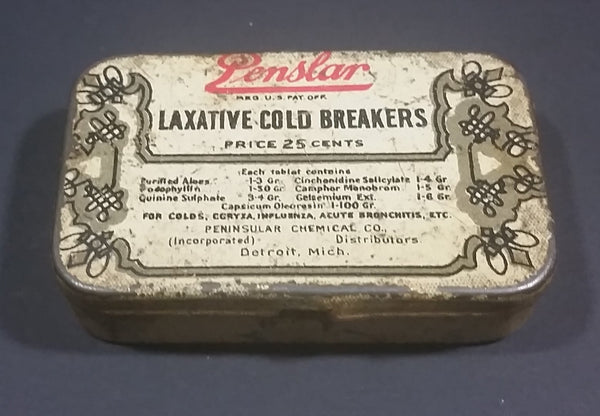 Penslar
REG. U.S. PAT. OFF.
LAXATIVE COLD BREAKERS
PRICE 25 CENTS
Each tablet contains
Purified Aloes 1-3 Gr. Cinchonidine Salicylate 1-4 Gr.
Podophyllin 1-50 Gr. Camphor Monobrom. 1-5 Gr.
Quinine Sulphate 3-4 Gr. Gelsemium Ext. 1-6 Gr.
Capsicum Oleoresin 1-100 Gr.
FOR COLDS, CORYZA, INFLUENZA, ACUTE BRONCHITIS, ETC.
PENINSULAR CHEMICAL CO.,
(Incorporated) Distributors
Detroit, Mich.